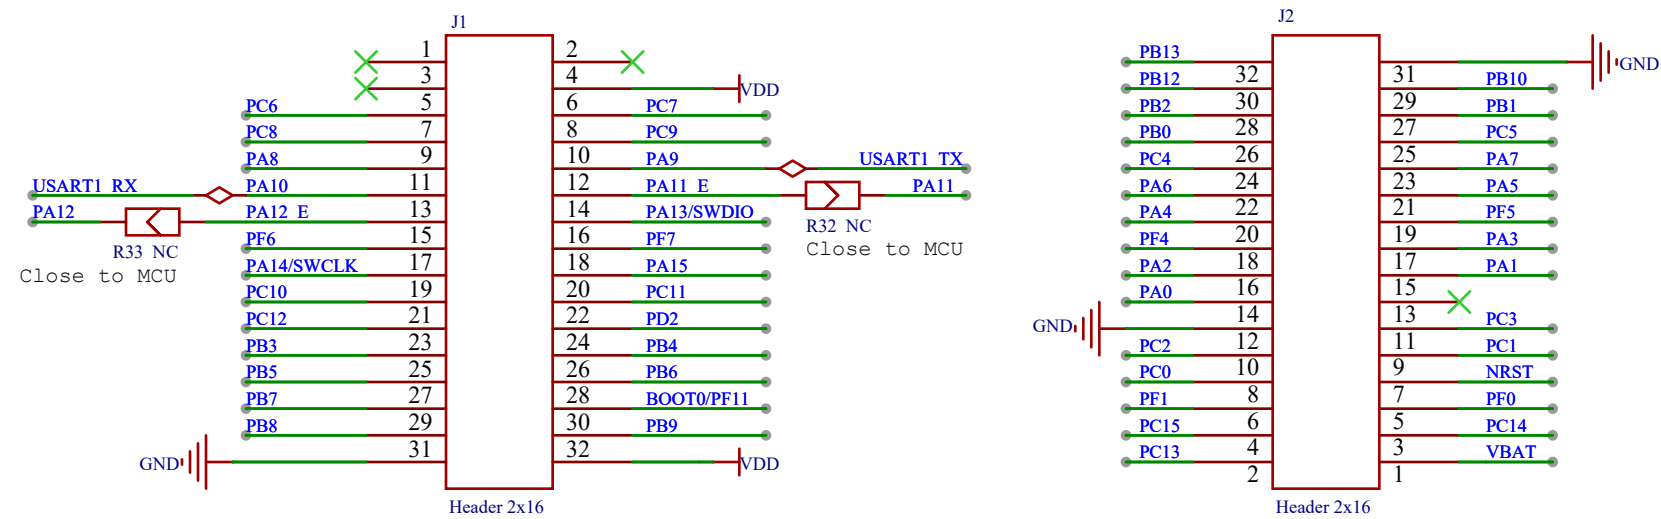 J1
1 2
3 4 VDD
PC6 5 6 PC7
PC8 7 8 PC9
PA8 9 10 PA9 USART1_TX
USART1_RX PA10 11 12 PA11_E PA11
PA12 PA12_E 13 14 PA13/SWDIO
R33 NC
Close to MCU
R32 NC
Close to MCU
PF6 15 16 PF7
PA14/SWCLK 17 18 PA15
PC10 19 20 PC11
PC12 21 22 PD2
PB3 23 24 PB4
PB5 25 26 PB6
PB7 27 28 BOOT0/PF11
PB8 29 30 PB9
GND 31 32 VDD
Header 2x16
J2
PB13 32 31 GND
PB12 30 29 PB10
PB2 28 27 PB1
PB0 26 25 PC5
PC4 24 23 PA7
PA6 22 21 PA5
PA4 20 19 PF5
PF4 18 17 PA3
PA2 16 15 PA1
PA0 14 13
GND 12 11 PC3
PC2 10 9 PC1
PC0 8 7 NRST
PF1 6 5 PF0
PC15 4 3 PC14
PC13 2 1 VBAT
Header 2x16